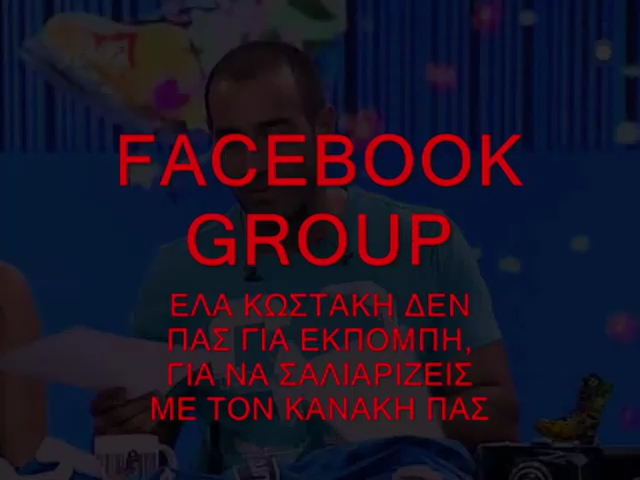 FACEBOOK
GROUP
ΕΛΑ ΚΩΣΤΑΚΗ ΔΕΝ
ΠΑΣ ΓΙΑ ΕΚΠΟΜΠΗ,
ΓΙΑ ΝΑ ΣΑΛΙΑΡΙΖΕΙΣ
ΜΕ ΤΟΝ ΚΑΝΑΚΗ ΠΑΣ